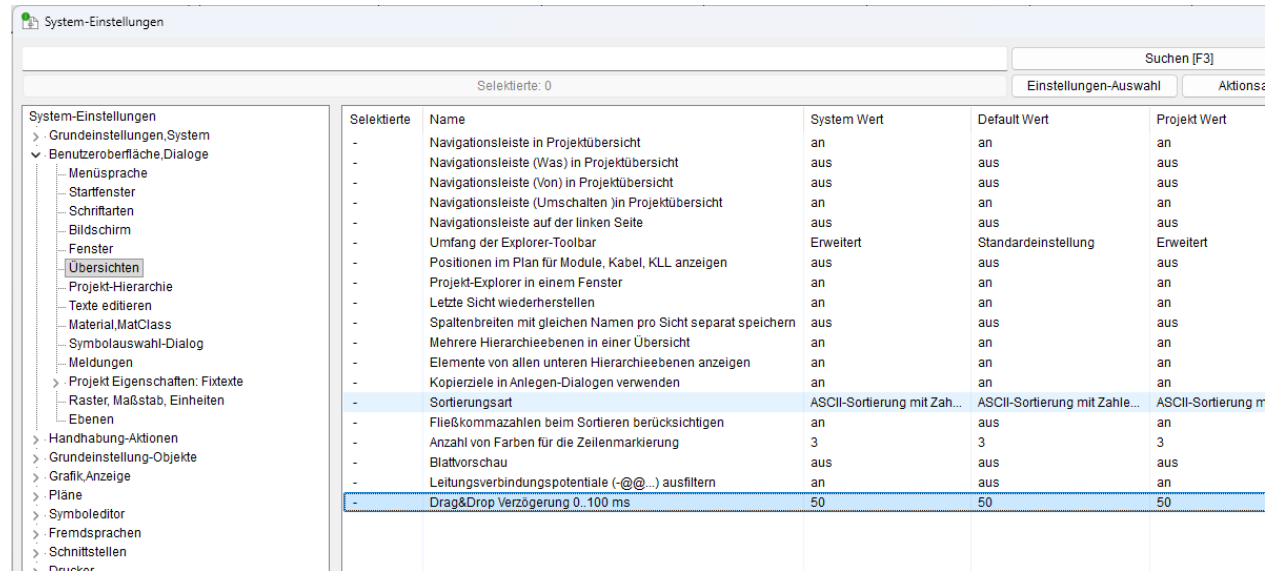 System-Einstellungen
Suchen [F3]
Selektierte: 0
Einstellungen-Auswahl
Aktionsa
System-Einstellungen
Grundeinstellungen,System
Benutzeroberfläche,Dialoge
Menüsprache
Startfenster
Schriftarten
Bildschirm
Fenster
Übersichten
Projekt-Hierarchie
Texte editieren
Material,MatClass
Symbolauswahl-Dialog
Meldungen
Projekt Eigenschaften: Fixtexte
Raster, Maßstab, Einheiten
Ebenen
Handhabung-Aktionen
Grundeinstellung-Objekte
Grafik,Anzeige
Pläne
Symboleditor
Fremdsprachen
Schnittstellen
Drucker
Selektierte Name System Wert Default Wert Projekt Wert
- Navigationsleiste in Projektübersicht an an an
- Navigationsleiste (Was) in Projektübersicht aus aus aus
- Navigationsleiste (Von) in Projektübersicht aus aus aus
- Navigationsleiste (Umschalten )in Projektübersicht an an an
- Navigationsleiste auf der linken Seite aus aus aus
- Umfang der Explorer-Toolbar Erweitert Standardeinstellung Erweitert
- Positionen im Plan für Module, Kabel, KLL anzeigen aus aus aus
- Projekt-Explorer in einem Fenster an an an
- Letzte Sicht wiederherstellen an an an
- Spaltenbreiten mit gleichen Namen pro Sicht separat speichern aus aus aus
- Mehrere Hierarchieebenen in einer Übersicht an an an
- Elemente von allen unteren Hierarchieebenen anzeigen an an an
- Kopierziele in Anlegen-Dialogen verwenden an an an
- Sortierungsart ASCII-Sortierung mit Zah... ASCII-Sortierung mit Zahle... ASCII-Sortierung m
- Fließkommazahlen beim Sortieren berücksichtigen an aus an
- Anzahl von Farben für die Zeilenmarkierung 3 3 3
- Blattvorschau aus aus aus
- Leitungsverbindungspotentiale (-@@...) ausfiltern an aus an
- Drag&Drop Verzögerung 0..100 ms 50 50 50